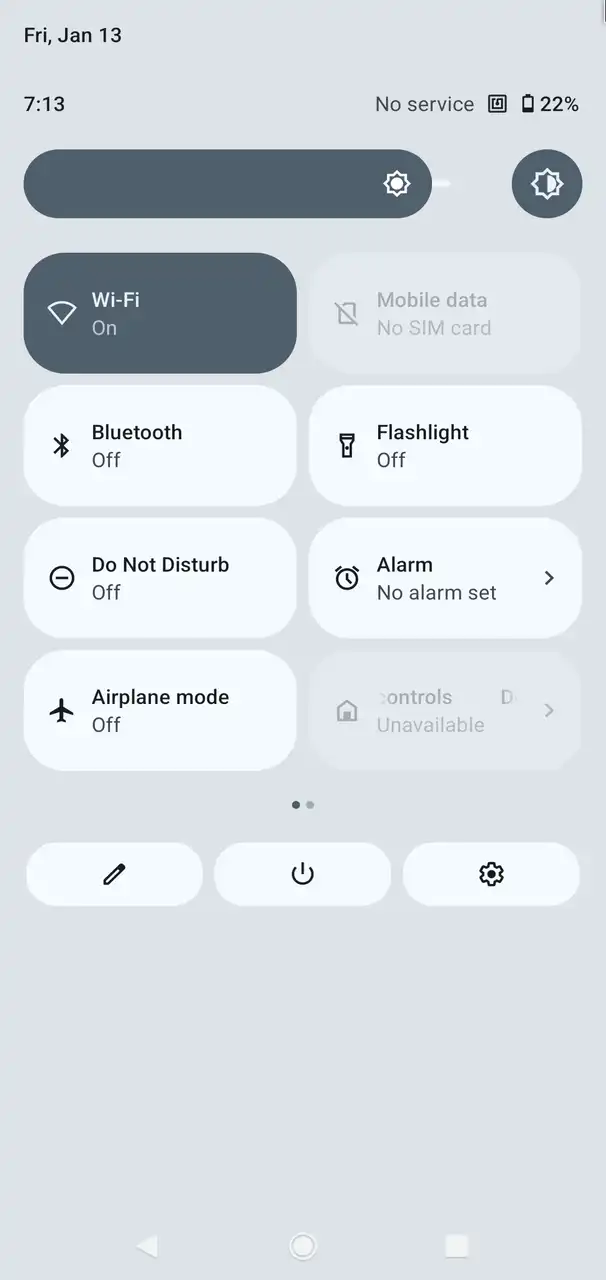 Fri, Jan 13
7:13 No service 22%
Wi-Fi
On
Mobile data
No SIM card
Bluetooth
Off
Flashlight
Off
Do Not Disturb
Off
Alarm
No alarm set
Airplane mode
Off
controls D
Unavailable